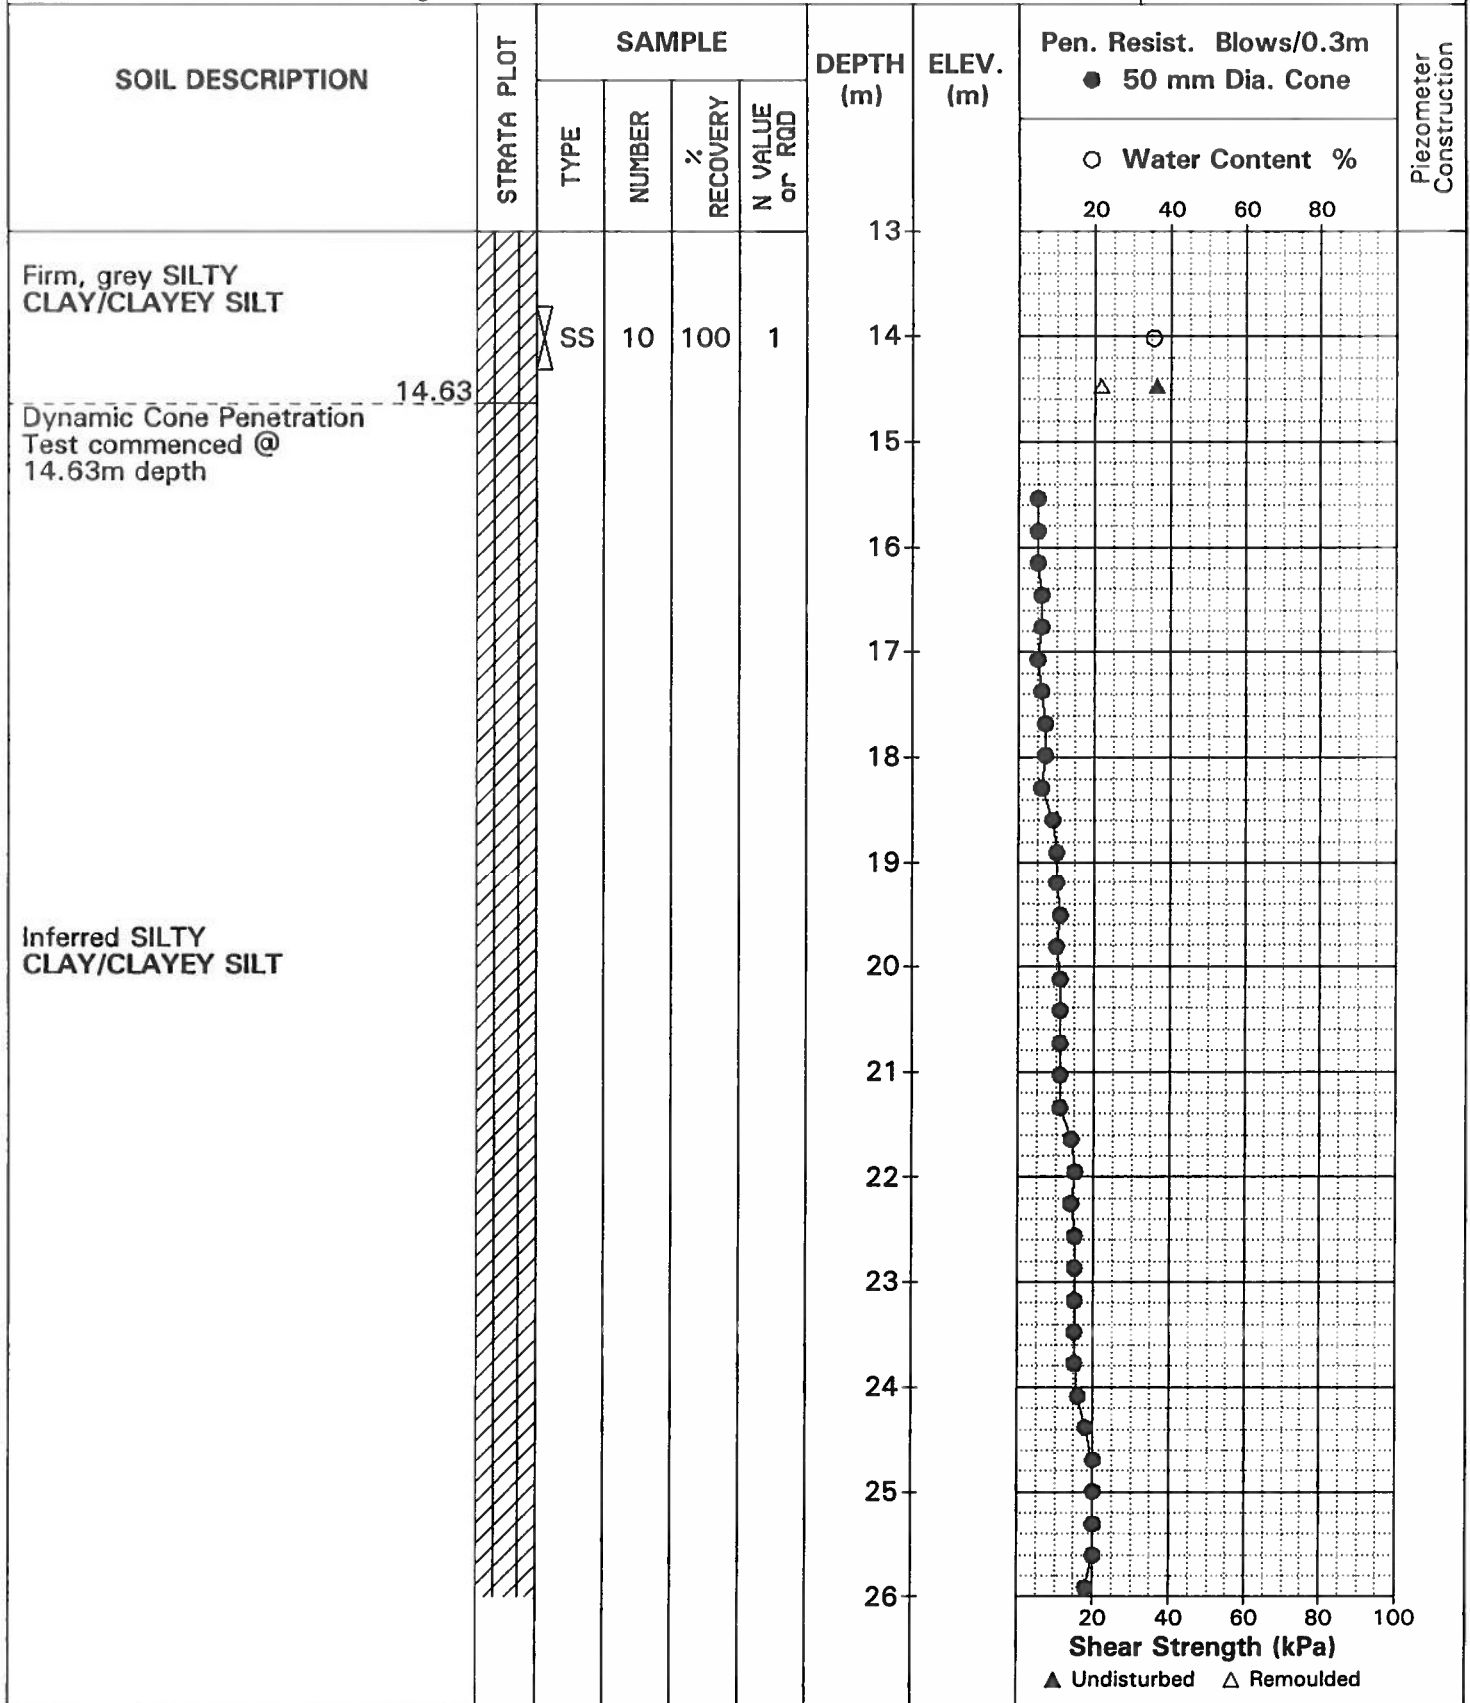 SOIL DESCRIPTION
STRATA PLOT
SAMPLE
TYPE
NUMBER
%
RECOVERY
N VALUE
or RQD
DEPTH
(m)
ELEV.
(m)
Pen. Resist. Blows/0.3m
● 50 mm Dia. Cone
○ Water Content %
20 40 60 80
Piezometer
Construction
13
Firm, grey SILTY
CLAY/CLAYEY SILT
SS 10 100 1
14
14.63
Dynamic Cone Penetration
Test commenced @
14.63m depth
15
16
17
18
19
Inferred SILTY
CLAY/CLAYEY SILT
20
21
22
23
24
25
26
20 40 60 80 100
Shear Strength (kPa)
▲ Undisturbed △ Remoulded